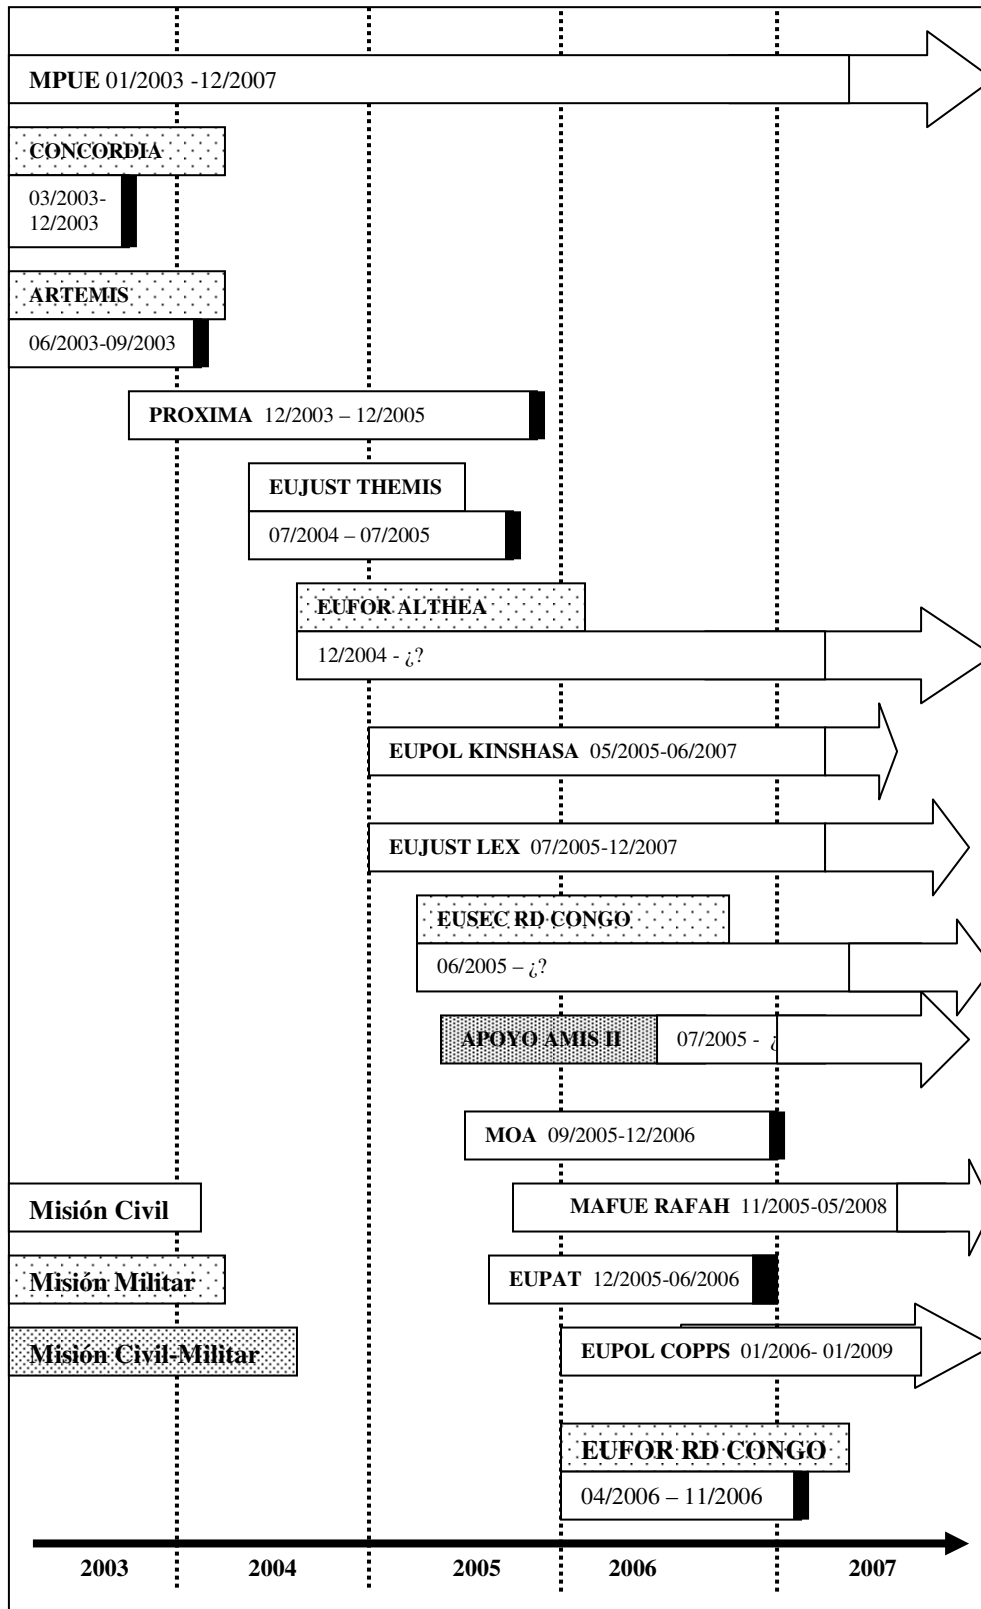 MPUE 01/2003 -12/2007
CONCORDIA
03/2003-
12/2003
ARTEMIS
06/2003-09/2003
PROXIMA 12/2003 – 12/2005
EUJUST THEMIS
07/2004 – 07/2005
EUFOR ALTHEA
12/2004 - ¿?
EUPOL KINSHASA 05/2005-06/2007
EUJUST LEX 07/2005-12/2007
EUSEC RD CONGO
06/2005 – ¿?
APOYO AMIS II 07/2005 - ¿
MOA 09/2005-12/2006
Misión Civil
MAFUE RAFAH 11/2005-05/2008
Misión Militar
EUPAT 12/2005-06/2006
Misión Civil-Militar
EUPOL COPPS 01/2006- 01/2009
EUFOR RD CONGO
04/2006 – 11/2006
2003 2004 2005 2006 2007